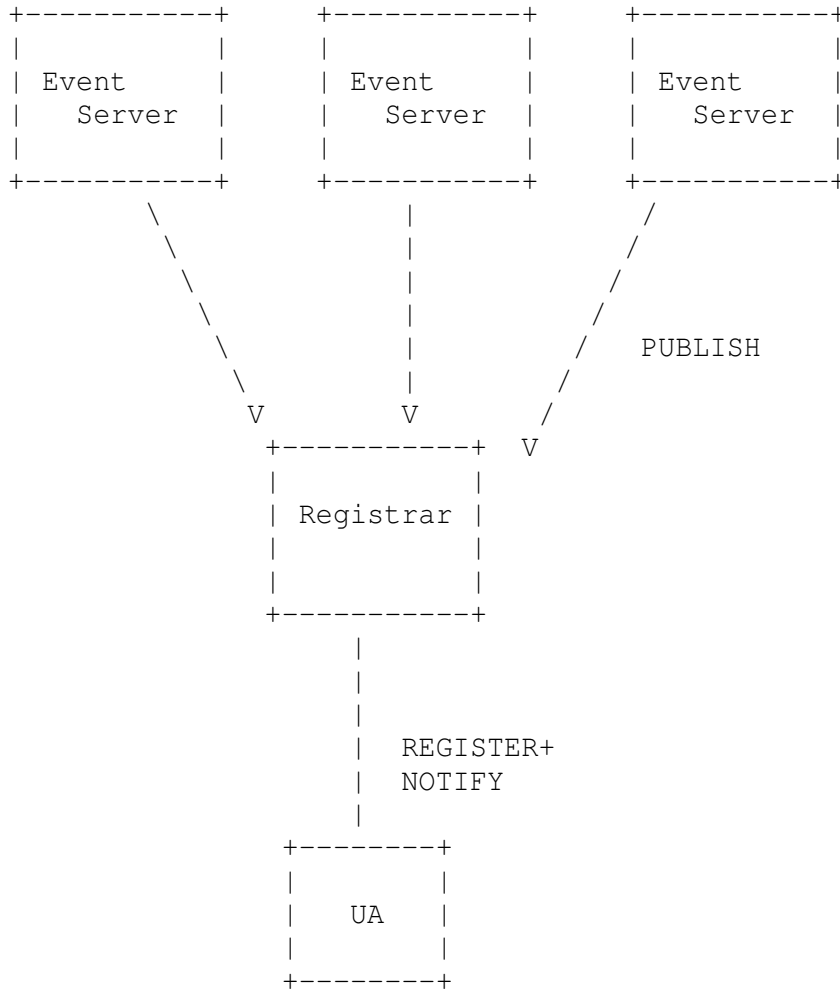 Event Event Event
Server Server Server
PUBLISH
V V
V
Registrar
REGISTER+
NOTIFY
UA